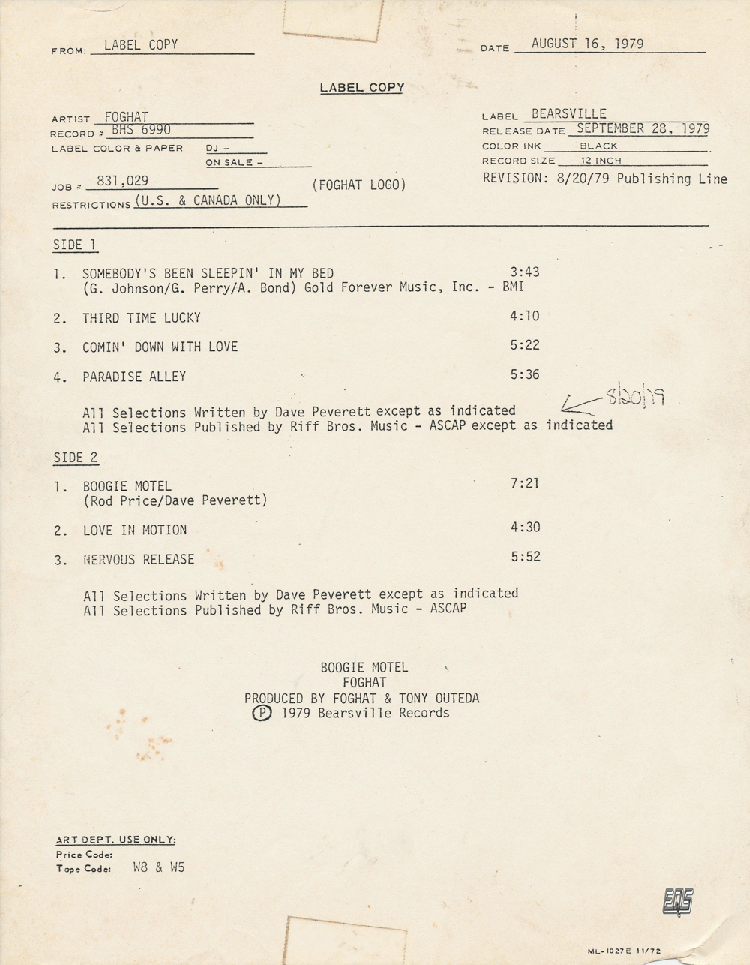 FROM: LABEL COPY
DATE AUGUST 16, 1979
LABEL COPY
ARTIST FOGHAT
LABEL BEARSVILLE
RECORD # BHS 6990
RELEASE DATE SEPTEMBER 28, 1979
LABEL COLOR & PAPER DJ -
COLOR INK BLACK
ON SALE -
RECORD SIZE 12 INCH
JOB # 831,029
(FOGHAT LOGO)
REVISION: 8/20/79 Publishing Line
RESTRICTIONS (U.S. & CANADA ONLY)
SIDE 1
1. SOMEBODY'S BEEN SLEEPIN' IN MY BED 3:43
(G. Johnson/G. Perry/A. Bond) Gold Forever Music, Inc. - BMI
2. THIRD TIME LUCKY 4:10
3. COMIN' DOWN WITH LOVE 5:22
4. PARADISE ALLEY 5:36
8/20/79
All Selections Written by Dave Peverett except as indicated
All Selections Published by Riff Bros. Music - ASCAP except as indicated
SIDE 2
1. BOOGIE MOTEL 7:21
(Rod Price/Dave Peverett)
2. LOVE IN MOTION 4:30
3. NERVOUS RELEASE 5:52
All Selections Written by Dave Peverett except as indicated
All Selections Published by Riff Bros. Music - ASCAP
BOOGIE MOTEL
FOGHAT
PRODUCED BY FOGHAT & TONY OUTEDA
Ⓟ 1979 Bearsville Records
ART DEPT. USE ONLY:
Price Code:
Tape Code: W8 & W5
ML-1027E 11/72